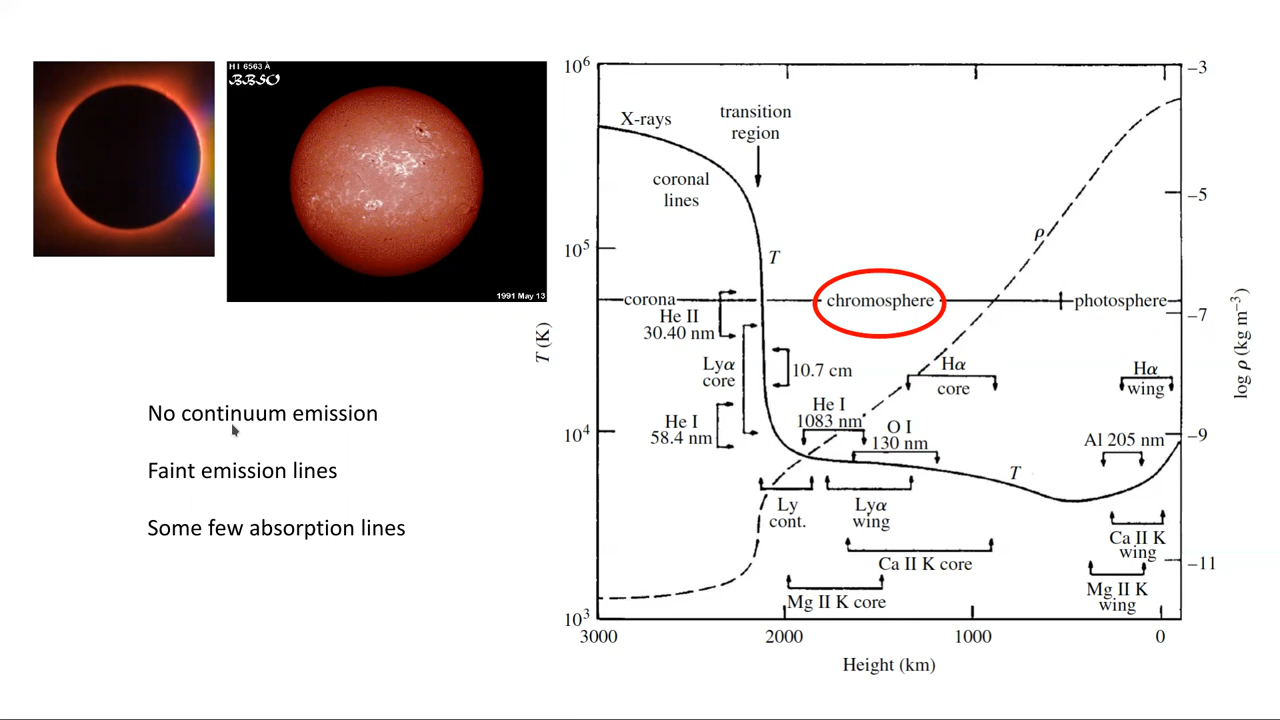 H I 6563 Å
BBSO
1991 May 13
No continuum emission
Faint emission lines
Some few absorption lines
10⁶
10⁵
10⁴
10³
T (K)
X-rays
transition
region
coronal
lines
T
ρ
corona
chromosphere
photosphere
He II
30.40 nm
Lyα
core
10.7 cm
He I
58.4 nm
He I
1083 nm
O I
130 nm
Hα
core
Hα
wing
Al 205 nm
T
Ly
cont.
Lyα
wing
Ca II K core
Mg II K core
Ca II K
wing
Mg II K
wing
−3
−5
−7
−9
−11
log ρ (kg m⁻³)
3000
2000
1000
0
Height (km)